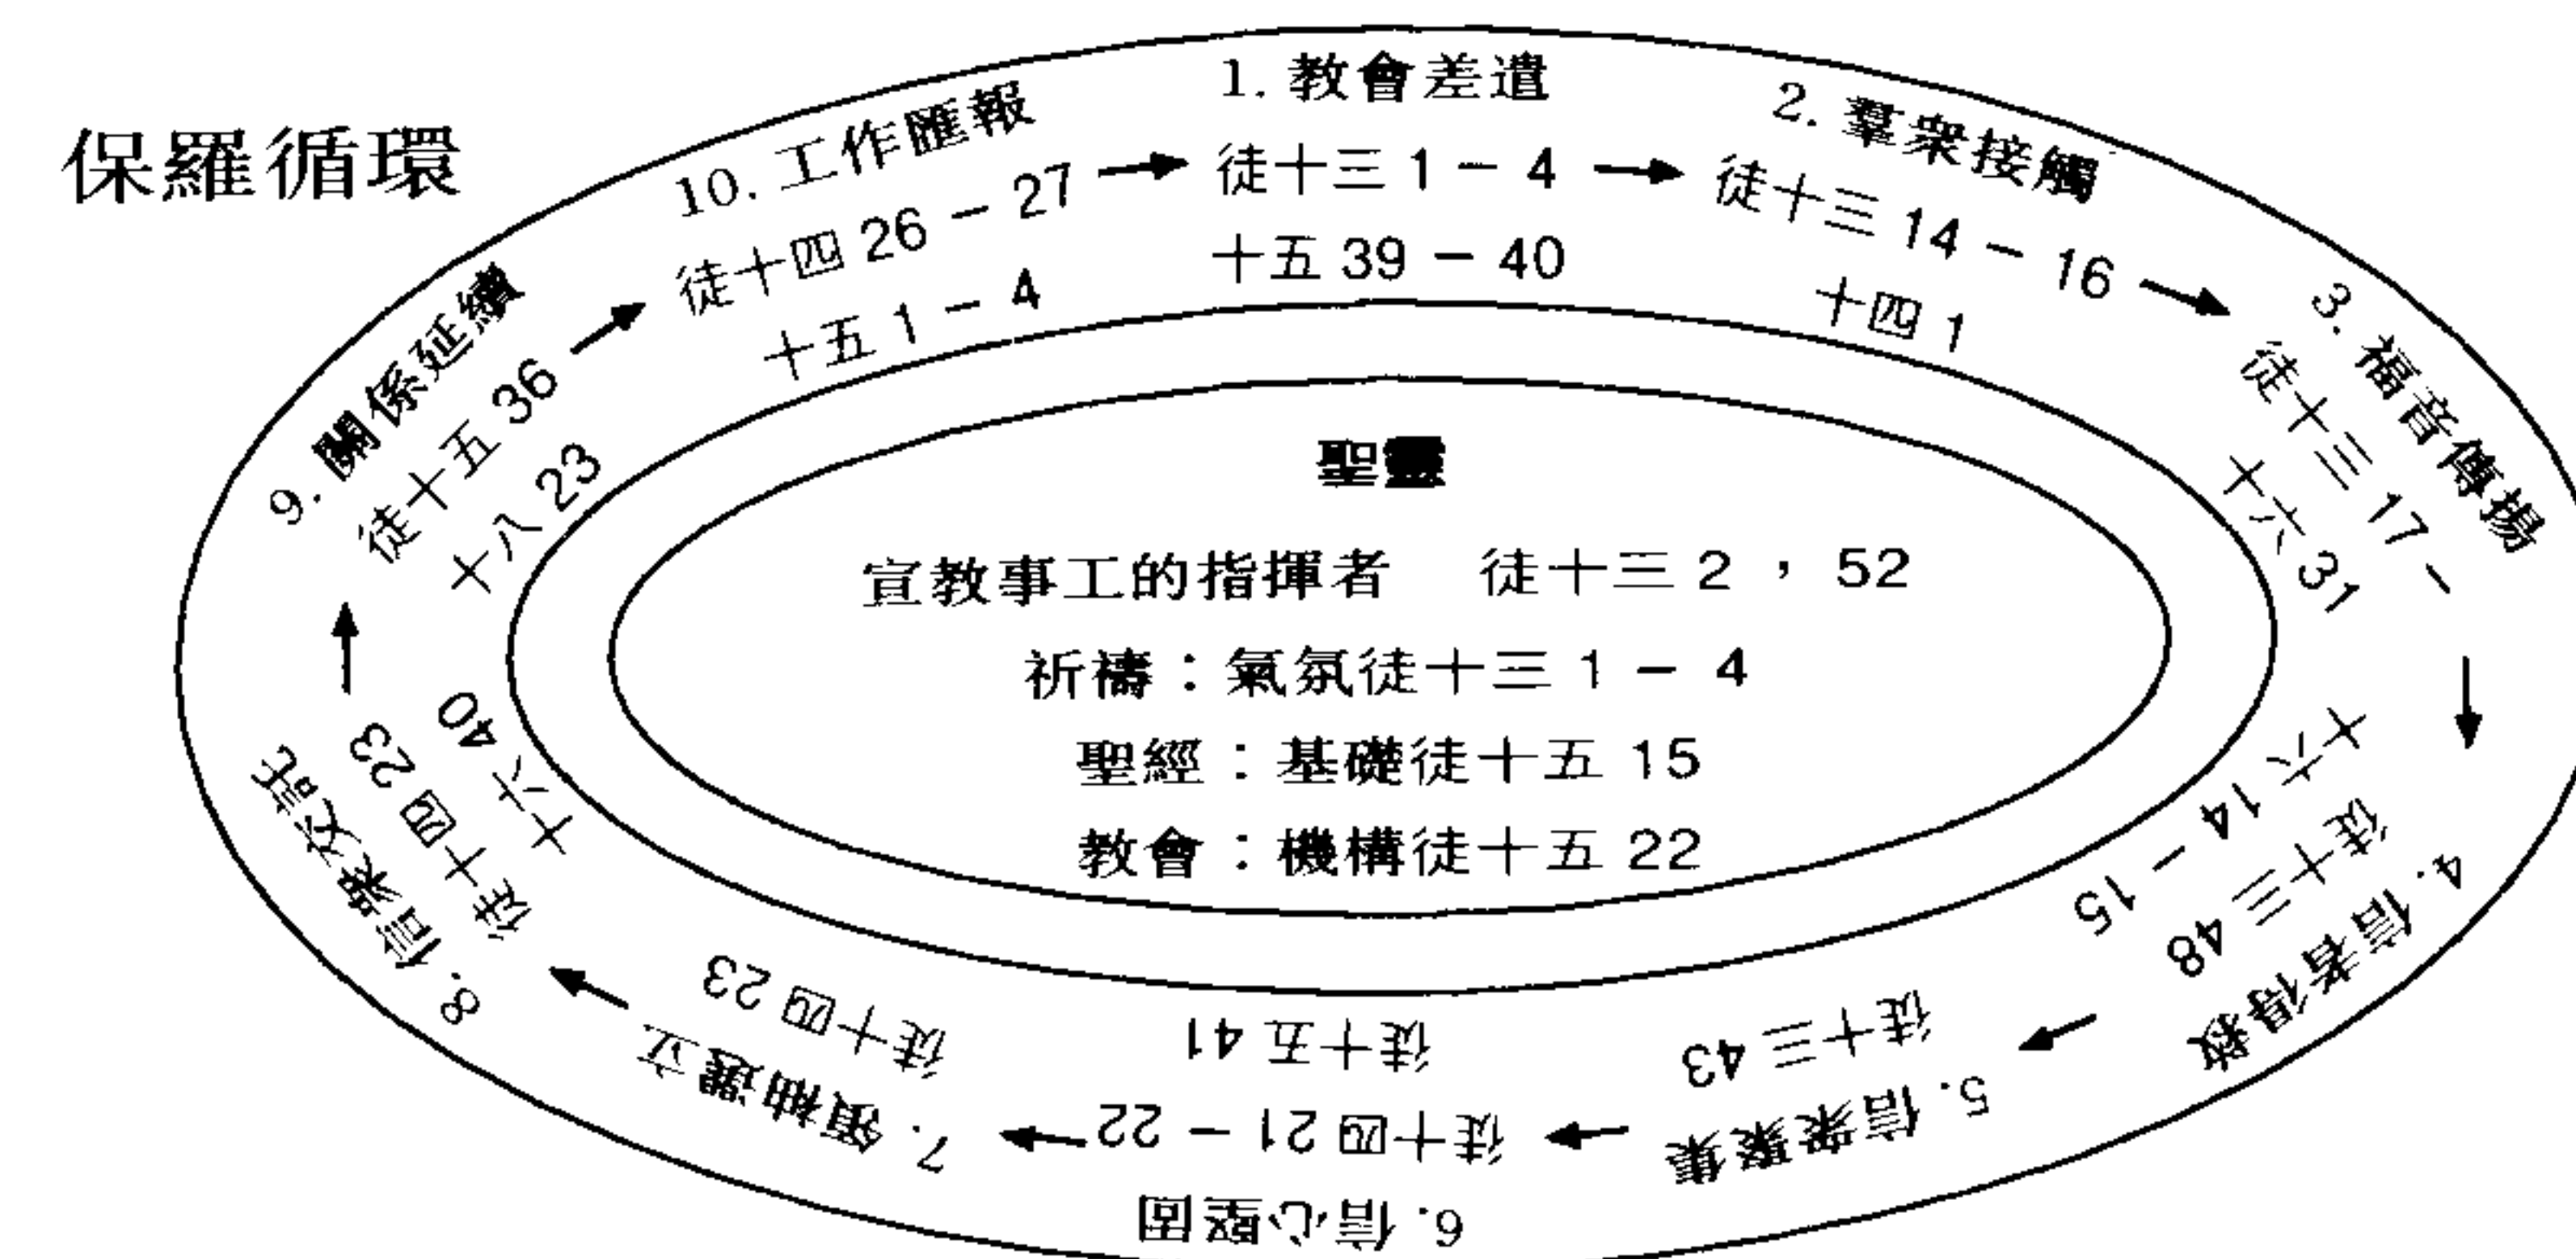 保羅循環
1. 教會差遣
徒十三 1 － 4
十五 39 － 40
2. 羣衆接觸
徒十三 14 － 16
十四 1
3. 福音傳揚
徒十三 17 －
十六 31
4. 信者得救
徒十三 48
十六 14 － 15
5. 信衆聚集
徒十三 43
6. 信心堅固
徒十四 21 － 22
徒十五 41
7. 領袖選立
徒十四 23
8. 信衆交託
徒十四 23
十六 40
9. 關係延續
徒十五 36
十八 23
10. 工作匯報
徒十四 26 － 27
十五 1 － 4
聖靈
宣教事工的指揮者 徒十三 2 ， 52
祈禱：氣氛徒十三 1 － 4
聖經：基礎徒十五 15
教會：機構徒十五 22